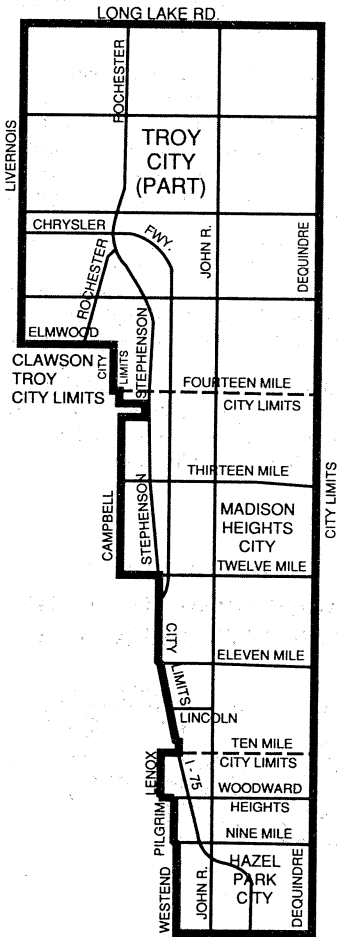 LONG LAKE RD.
ROCHESTER
LIVERNOIS
TROY
CITY
(PART)
CHRYSLER
FWY.
JOHN R.
DEQUINDRE
ROCHESTER
ELMWOOD
CLAWSON
TROY
CITY LIMITS
CITY
LIMITS
STEPHENSON
FOURTEEN MILE
CITY LIMITS
THIRTEEN MILE
CAMPBELL
STEPHENSON
MADISON
HEIGHTS
CITY
CITY LIMITS
TWELVE MILE
CITY
LIMITS
ELEVEN MILE
LINCOLN
TEN MILE
CITY LIMITS
LENOX
I-75
WOODWARD
HEIGHTS
PILGRIM
NINE MILE
HAZEL
PARK
CITY
WESTEND
JOHN R.
DEQUINDRE